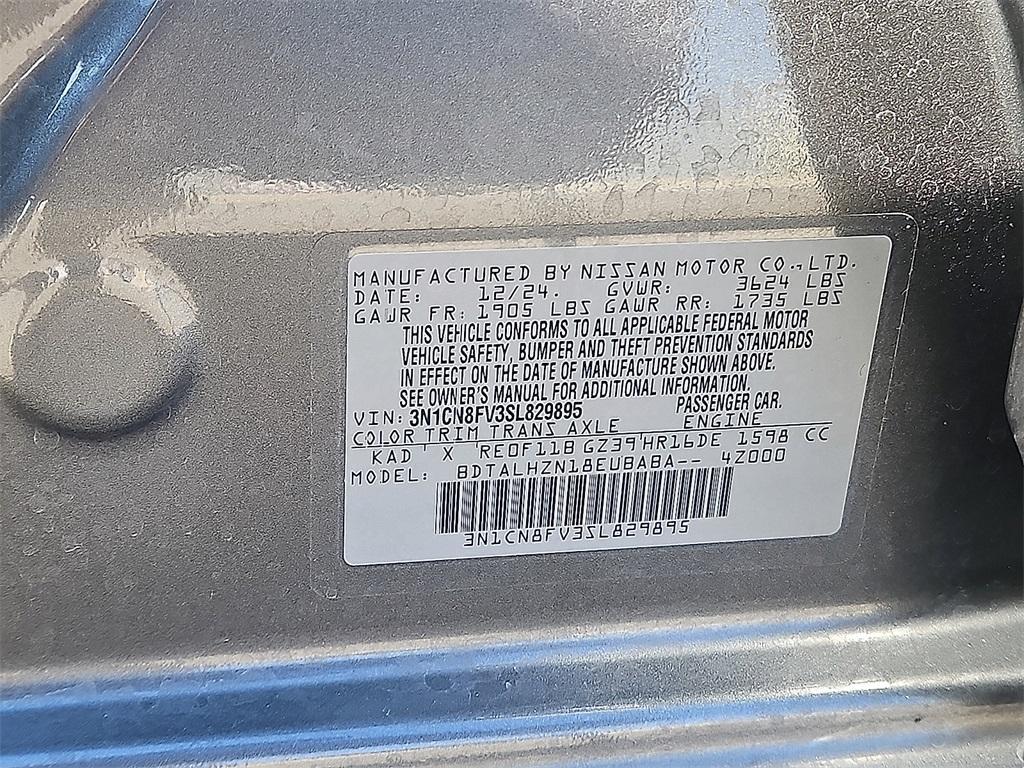 MANUFACTURED BY NISSAN MOTOR CO.,LTD.
DATE: 12/24. GVWR: 3624 LBS
GAWR FR: 1905 LBS GAWR RR: 1735 LBS
THIS VEHICLE CONFORMS TO ALL APPLICABLE FEDERAL MOTOR
VEHICLE SAFETY, BUMPER AND THEFT PREVENTION STANDARDS
IN EFFECT ON THE DATE OF MANUFACTURE SHOWN ABOVE.
SEE OWNER'S MANUAL FOR ADDITIONAL INFORMATION.
VIN: 3N1CN8FV3SL829895 PASSENGER CAR.
COLOR TRIM TRANS AXLE ENGINE
KAD X RE0F11B GZ39 HR16DE 1598 CC
MODEL: BDTALHZN18EUBABA-- 4Z000
3N1CN8FV3SL829895